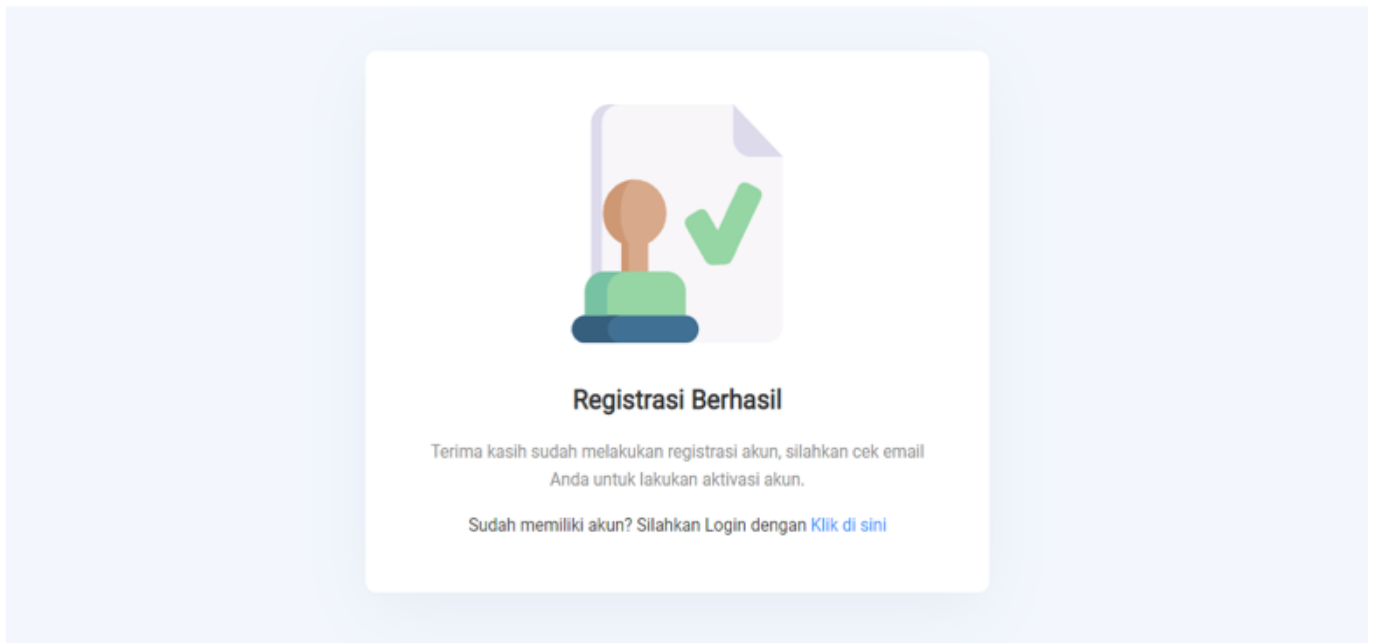 Registrasi Berhasil
Terima kasih sudah melakukan registrasi akun, silahkan cek email
Anda untuk lakukan aktivasi akun.
Sudah memiliki akun? Silahkan Login dengan Klik di sini